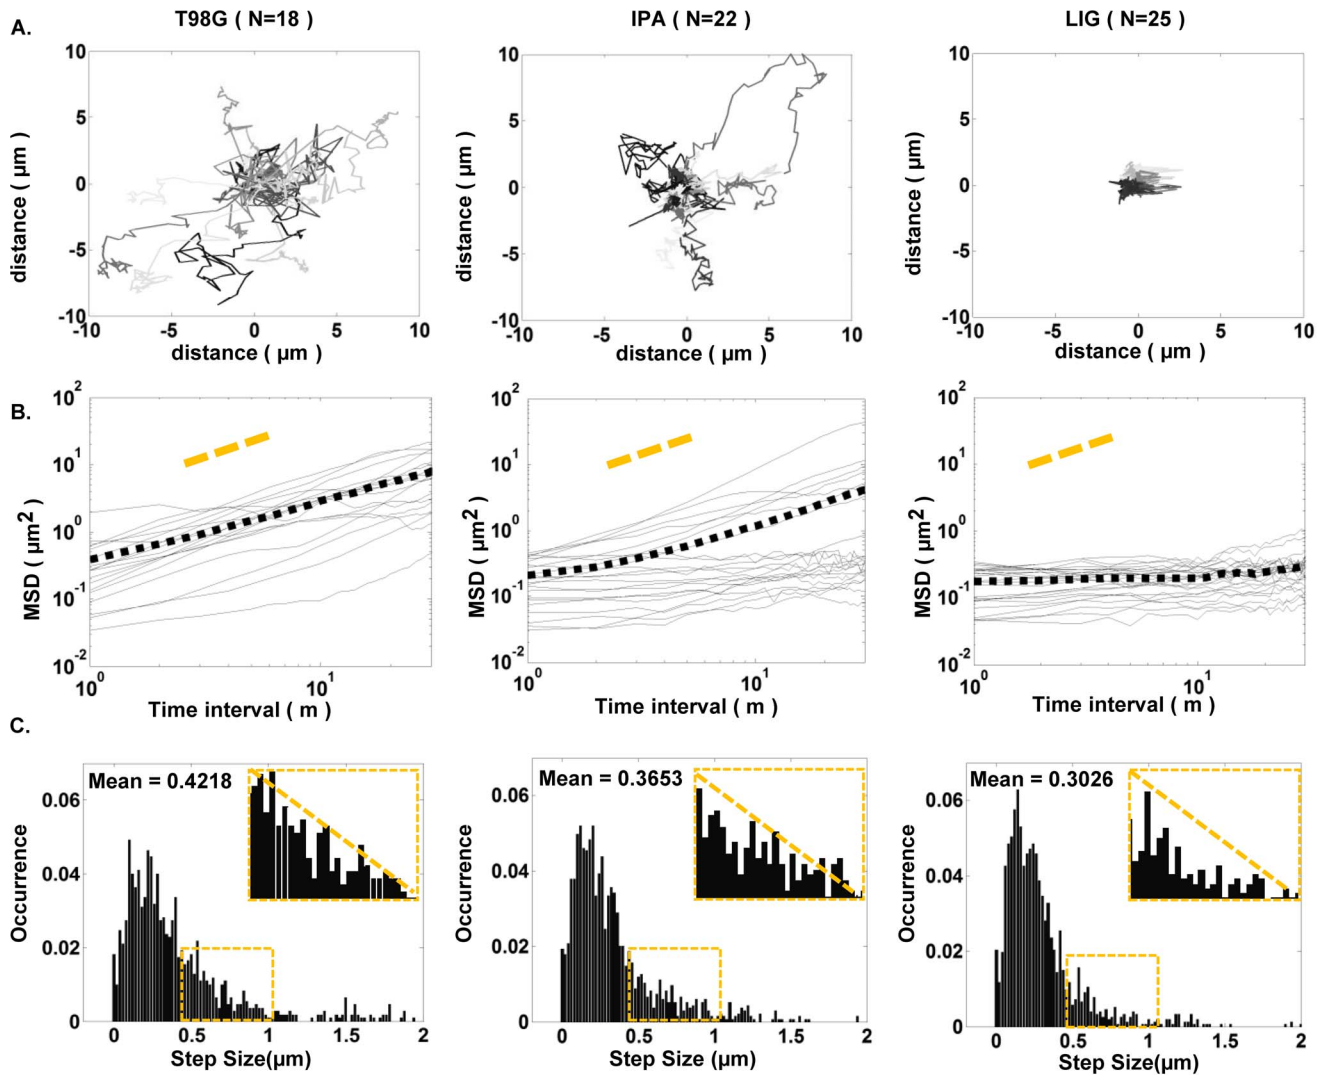 A.
T98G ( N=18 )
IPA ( N=22 )
LIG ( N=25 )
10
5
0
-5
-10
distance ( µm )
-10 -5 0 5 10
distance ( µm )
10
5
0
-5
-10
distance ( µm )
-10 -5 0 5 10
distance ( µm )
10
5
0
-5
-10
distance ( µm )
-10 -5 0 5 10
distance ( µm )
B.
10^2
10^1
10^0
10^-1
10^-2
MSD ( µm^2 )
10^0 10^1
Time interval ( m )
10^2
10^1
10^0
10^-1
10^-2
MSD ( µm^2 )
10^0 10^1
Time interval ( m )
10^2
10^1
10^0
10^-1
10^-2
MSD ( µm^2 )
10^0 10^1
Time interval ( m )
C.
Mean = 0.4218
0.06
0.04
0.02
0
Occurrence
0 0.5 1 1.5 2
Step Size(µm)
Mean = 0.3653
0.06
0.04
0.02
0
Occurrence
0 0.5 1 1.5 2
Step Size(µm)
Mean = 0.3026
0.06
0.04
0.02
0
Occurrence
0 0.5 1 1.5 2
Step Size(µm)